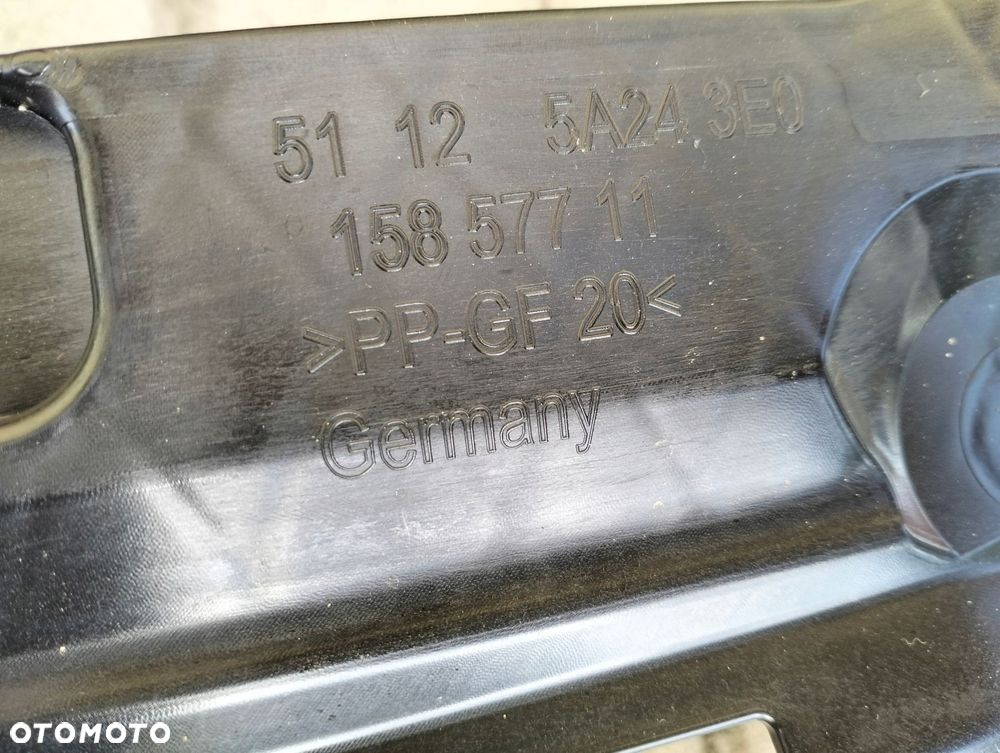 51 12 5A24 3E0
158 577 11
>PP-GF 20<
Germany
OTOMOTO